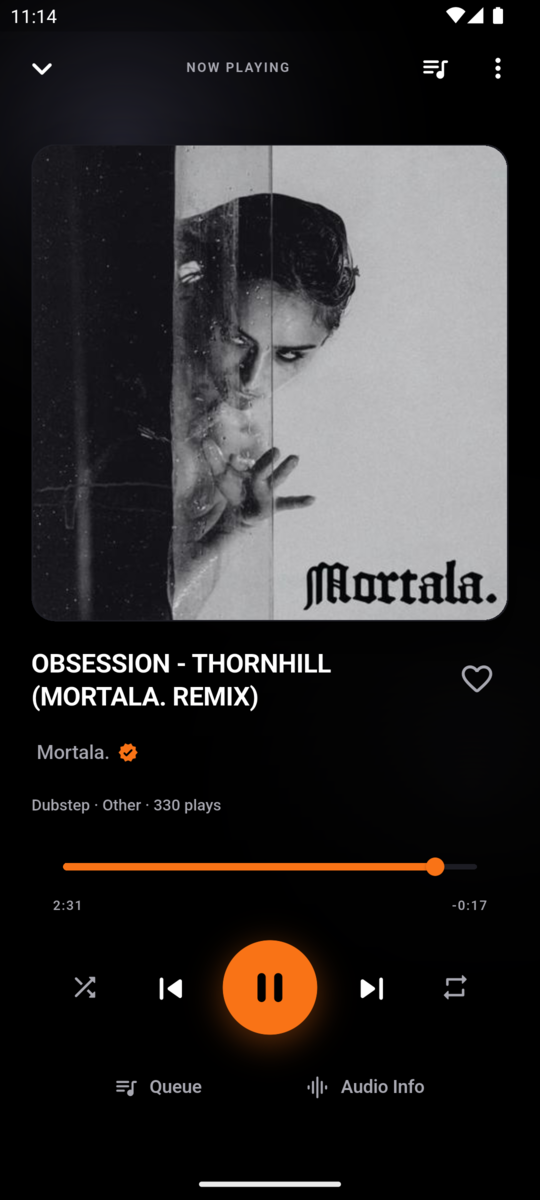 11:14
NOW PLAYING
Mortala.
OBSESSION - THORNHILL
(MORTALA. REMIX)
Mortala.
Dubstep · Other · 330 plays
2:31
-0:17
Queue
Audio Info